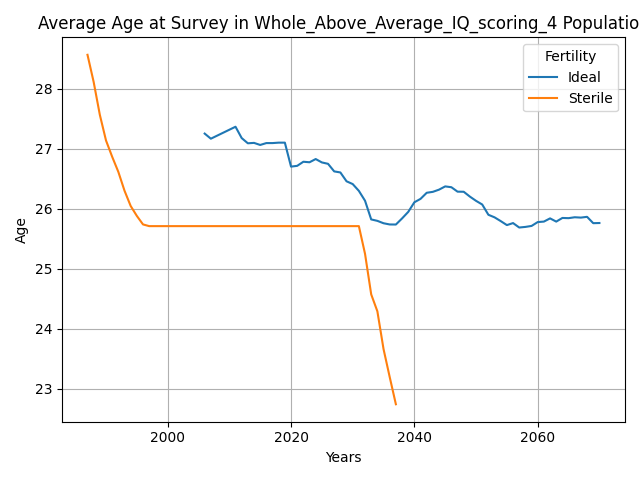 Average Age at Survey in Whole_Above_Average_IQ_scoring_4 Populatio
Fertility
Ideal
Sterile
28
27
26
25
24
23
Age
2000 2020 2040 2060
Years